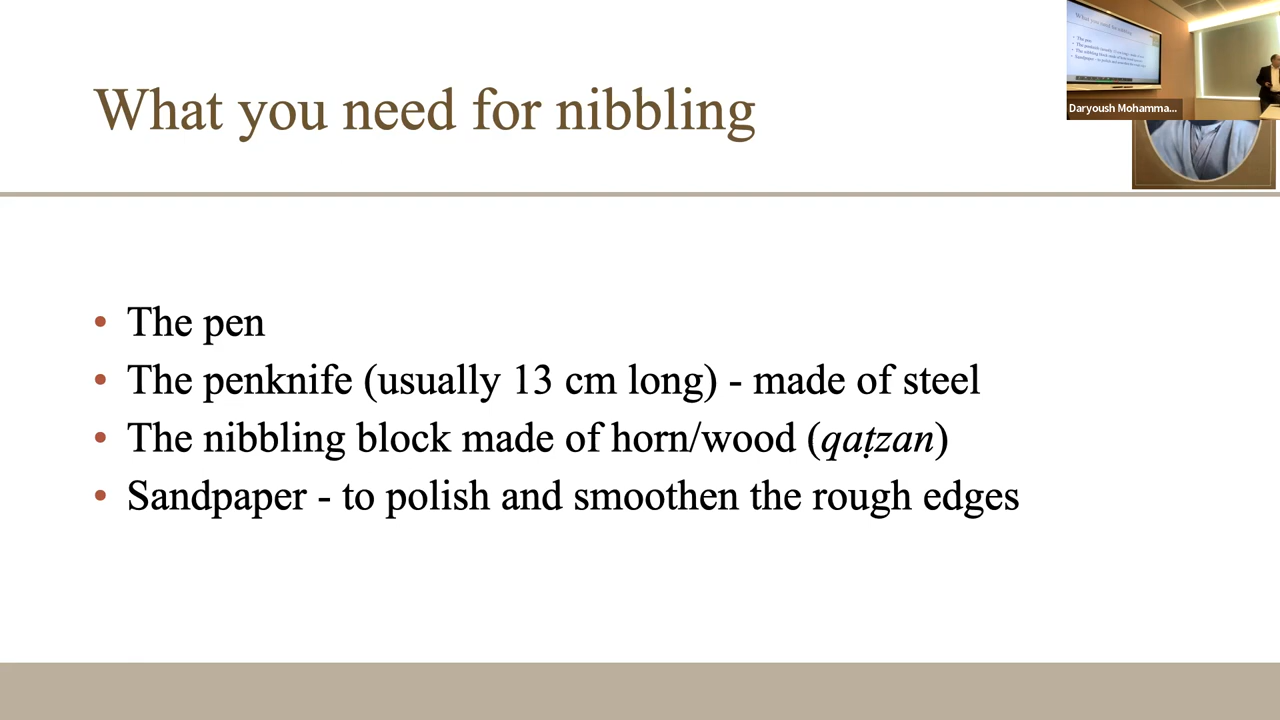 What you need for nibbling
Daryoush Mohamma...
• The pen
• The penknife (usually 13 cm long) - made of steel
• The nibbling block made of horn/wood (qaṭzan)
• Sandpaper - to polish and smoothen the rough edges